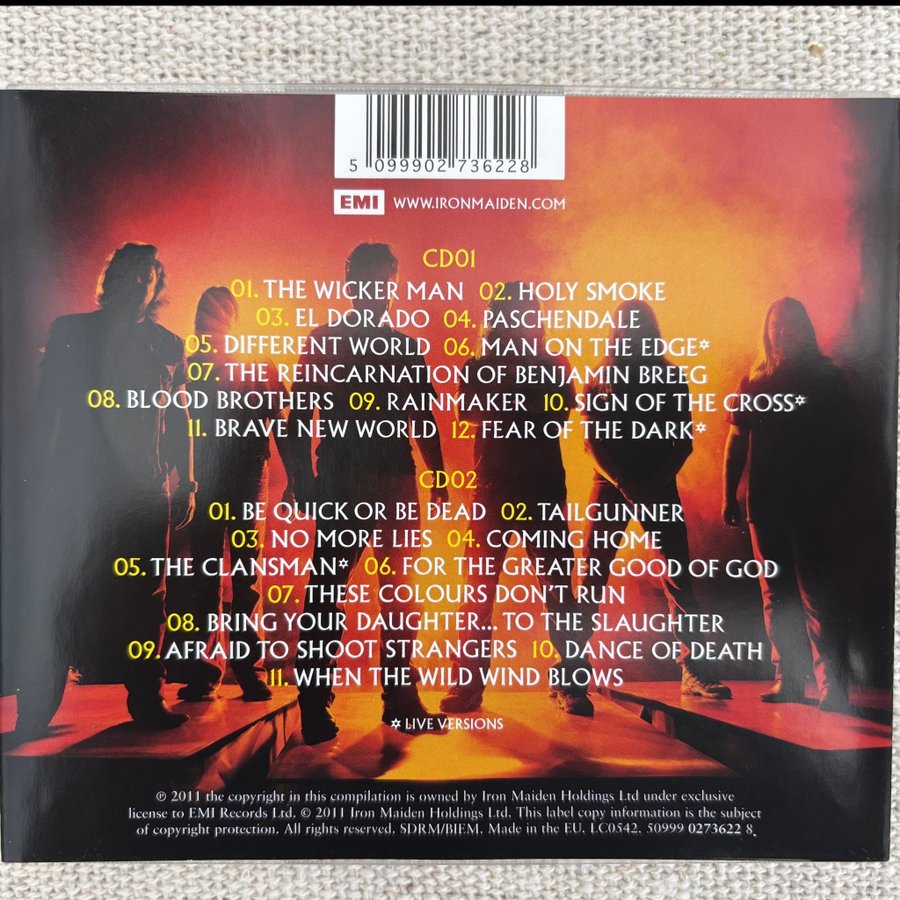 5 099902 736228
EMI WWW.IRONMAIDEN.COM
CD01
01. THE WICKER MAN 02. HOLY SMOKE
03. EL DORADO 04. PASCHENDALE
05. DIFFERENT WORLD 06. MAN ON THE EDGE✡
07. THE REINCARNATION OF BENJAMIN BREEG
08. BLOOD BROTHERS 09. RAINMAKER 10. SIGN OF THE CROSS✡
11. BRAVE NEW WORLD 12. FEAR OF THE DARK✡
CD02
01. BE QUICK OR BE DEAD 02. TAILGUNNER
03. NO MORE LIES 04. COMING HOME
05. THE CLANSMAN✡ 06. FOR THE GREATER GOOD OF GOD
07. THESE COLOURS DON'T RUN
08. BRING YOUR DAUGHTER... TO THE SLAUGHTER
09. AFRAID TO SHOOT STRANGERS 10. DANCE OF DEATH
11. WHEN THE WILD WIND BLOWS
✡ LIVE VERSIONS
℗ 2011 the copyright in this compilation is owned by Iron Maiden Holdings Ltd under exclusive
license to EMI Records Ltd. © 2011 Iron Maiden Holdings Ltd. This label copy information is the subject
of copyright protection. All rights reserved. SDRM/BIEM. Made in the EU. LC0542. 50999 0273622 8